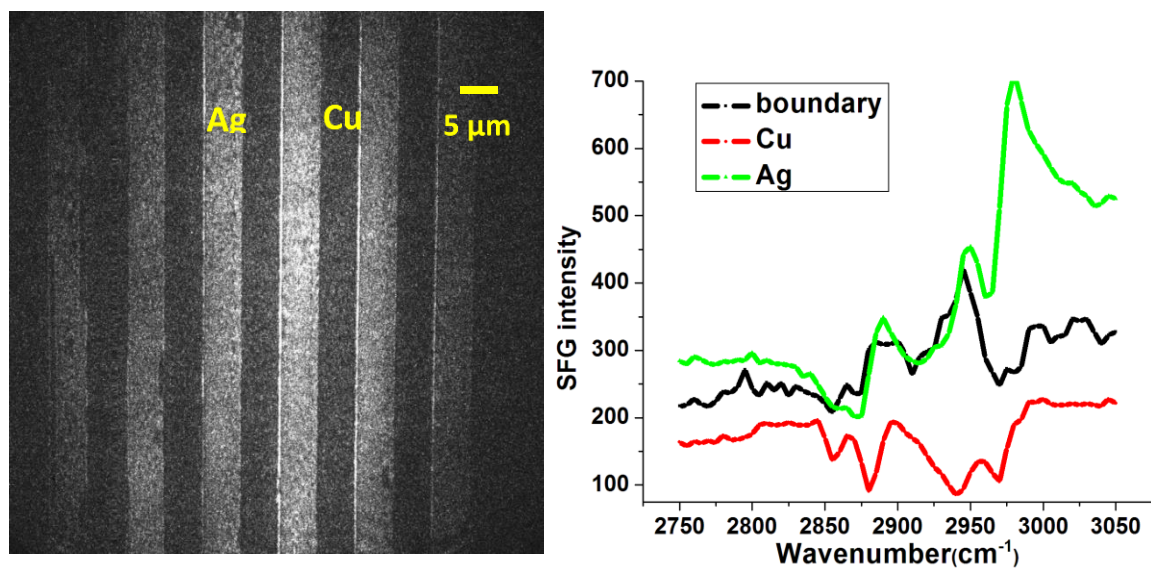 Ag
Cu
5 µm
700
600
500
400
300
200
100
SFG intensity
boundary
Cu
Ag
2750 2800 2850 2900 2950 3000 3050
Wavenumber(cm⁻¹)